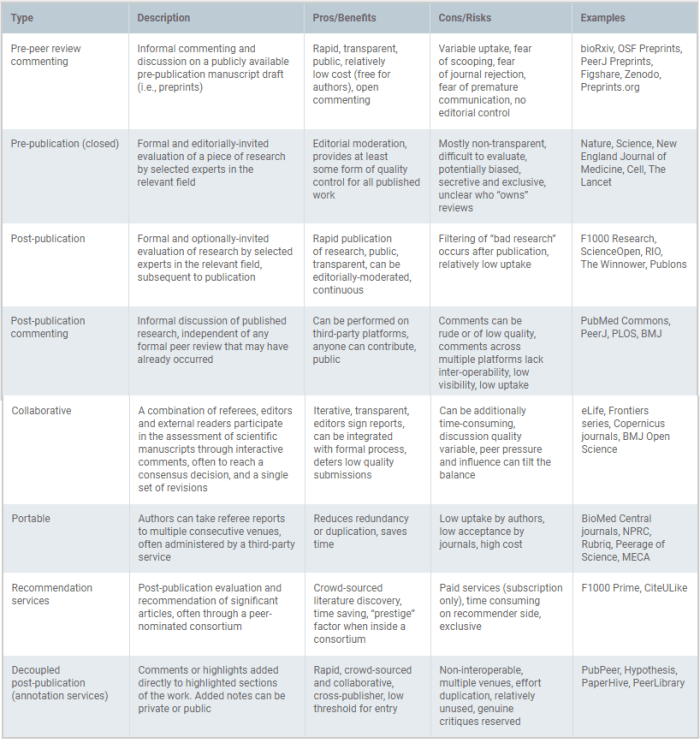 Type
Description
Pros/Benefits
Cons/Risks
Examples
Pre-peer review
commenting
Informal commenting and
discussion on a publicly available
pre-publication manuscript draft
(i.e., preprints)
Rapid, transparent,
public, relatively
low cost (free for
authors), open
commenting
Variable uptake, fear
of scooping, fear
of journal rejection,
fear of premature
communication, no
editorial control
bioRxiv, OSF Preprints,
PeerJ Preprints,
Figshare, Zenodo,
Preprints.org
Pre-publication (closed)
Formal and editorially-invited
evaluation of a piece of research
by selected experts in the
relevant field
Editorial moderation,
provides at least
some form of quality
control for all published
work
Mostly non-transparent,
difficult to evaluate,
potentially biased,
secretive and exclusive,
unclear who "owns"
reviews
Nature, Science, New
England Journal of
Medicine, Cell, The
Lancet
Post-publication
Formal and optionally-invited
evaluation of research by selected
experts in the relevant field,
subsequent to publication
Rapid publication
of research, public,
transparent, can be
editorially-moderated,
continuous
Filtering of "bad research"
occurs after publication,
relatively low uptake
F1000 Research,
ScienceOpen, RIO,
The Winnower, Publons
Post-publication
commenting
Informal discussion of published
research, independent of any
formal peer review that may have
already occurred
Can be performed on
third-party platforms,
anyone can contribute,
public
Comments can be
rude or of low quality,
comments across
multiple platforms lack
inter-operability, low
visibility, low uptake
PubMed Commons,
PeerJ, PLOS, BMJ
Collaborative
A combination of referees, editors
and external readers participate
in the assessment of scientific
manuscripts through interactive
comments, often to reach a
consensus decision, and a single
set of revisions
Iterative, transparent,
editors sign reports,
can be integrated
with formal process,
deters low quality
submissions
Can be additionally
time-consuming,
discussion quality
variable, peer pressure
and influence can tilt the
balance
eLife, Frontiers
series, Copernicus
journals, BMJ Open
Science
Portable
Authors can take referee reports
to multiple consecutive venues,
often administered by a third-party
service
Reduces redundancy
or duplication, saves
time
Low uptake by authors,
low acceptance by
journals, high cost
BioMed Central
journals, NPRC,
Rubriq, Peerage of
Science, MECA
Recommendation
services
Post-publication evaluation and
recommendation of significant
articles, often through a peer-
nominated consortium
Crowd-sourced
literature discovery,
time saving, "prestige"
factor when inside a
consortium
Paid services (subscription
only), time consuming
on recommender side,
exclusive
F1000 Prime, CiteULike
Decoupled
post-publication
(annotation services)
Comments or highlights added
directly to highlighted sections
of the work. Added notes can be
private or public
Rapid, crowd-sourced
and collaborative,
cross-publisher, low
threshold for entry
Non-interoperable,
multiple venues, effort
duplication, relatively
unused, genuine
critiques reserved
PubPeer, Hypothesis,
PaperHive, PeerLibrary